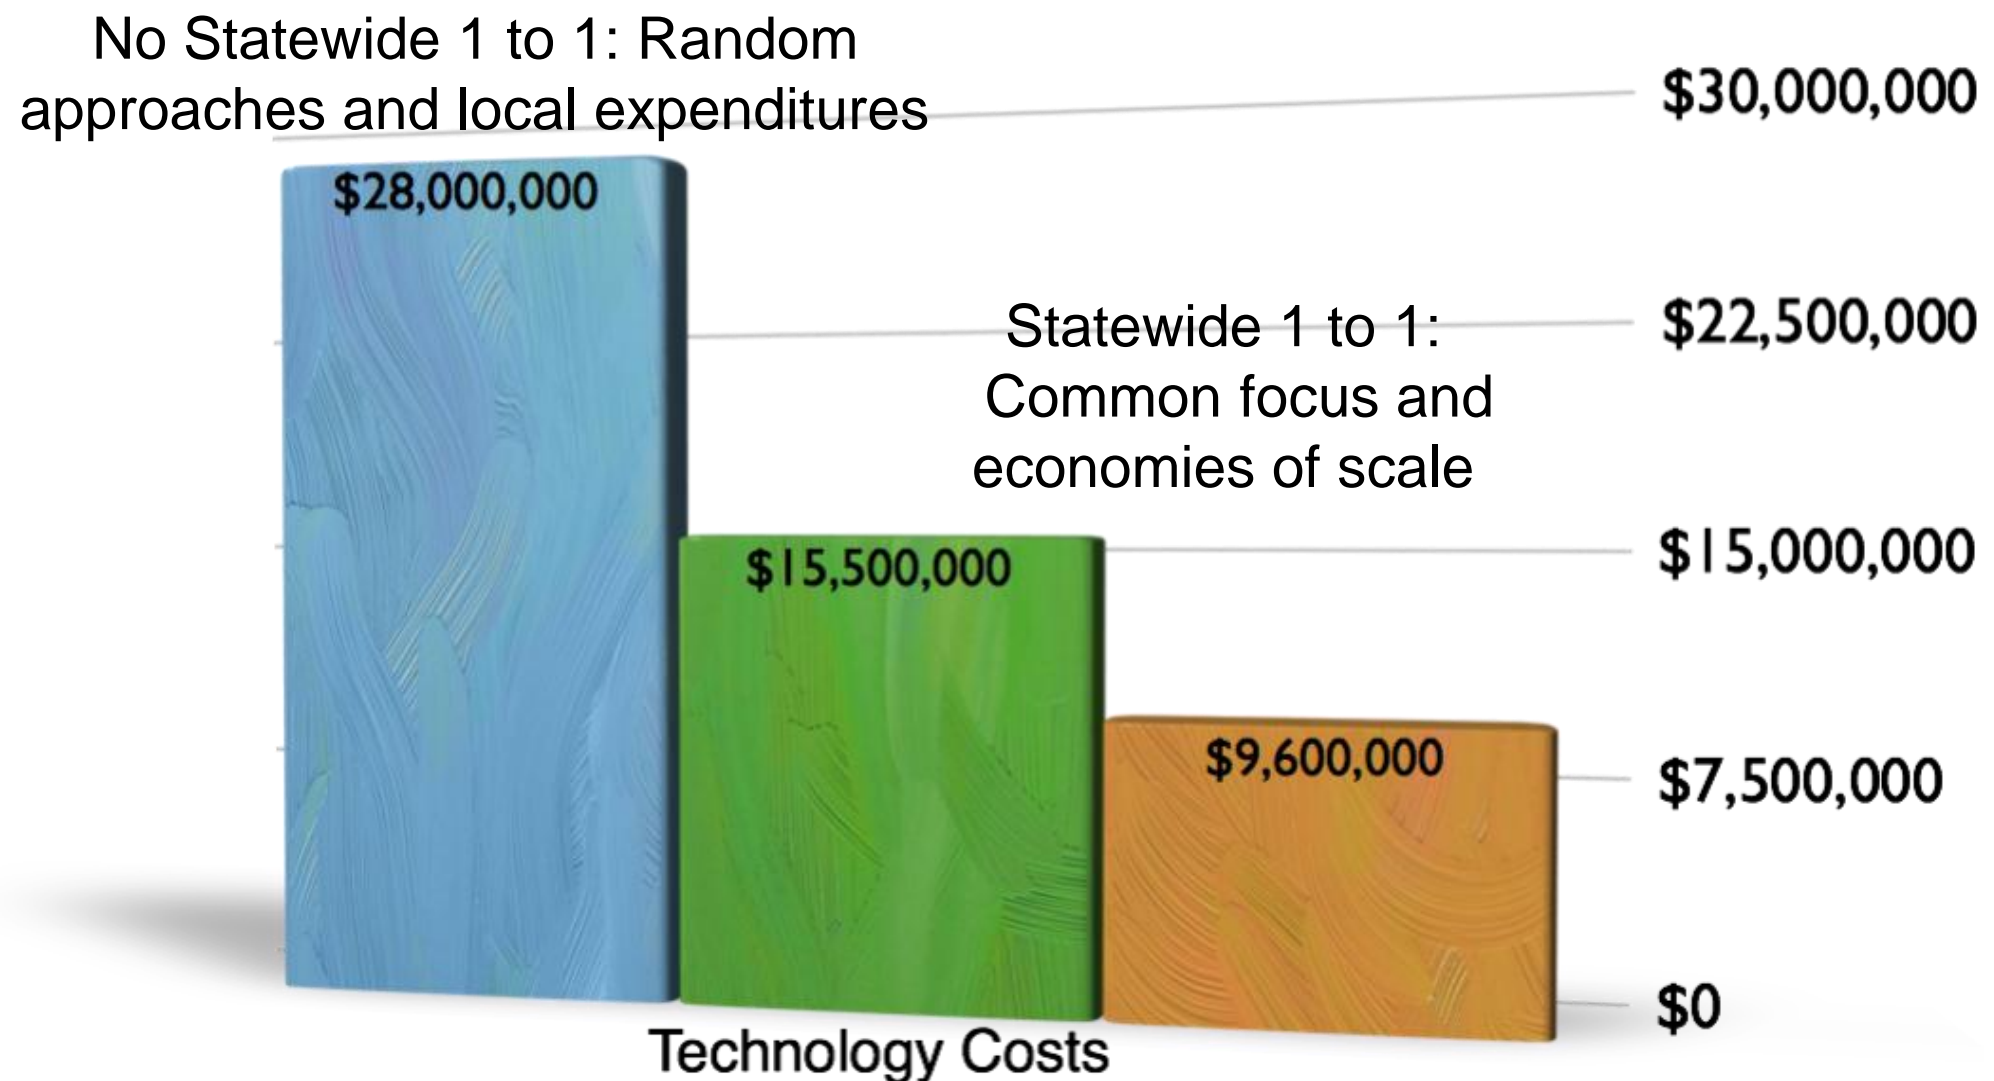 No Statewide 1 to 1: Random
approaches and local expenditures
$30,000,000
$28,000,000
Statewide 1 to 1:
Common focus and
economies of scale
$22,500,000
$15,500,000
$15,000,000
$9,600,000
$7,500,000
$0
Technology Costs